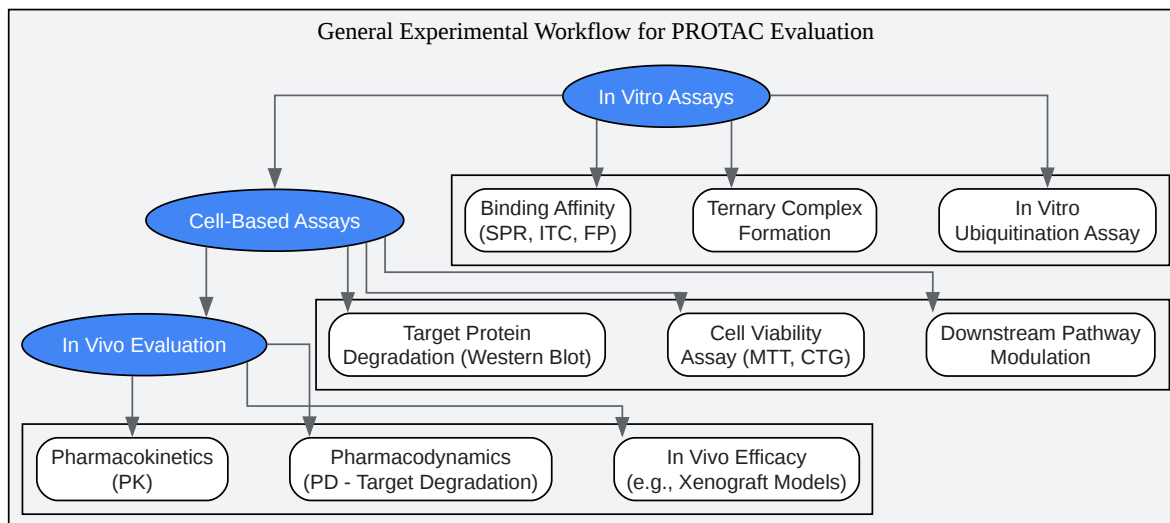 General Experimental Workflow for PROTAC Evaluation
In Vitro Assays
Binding Affinity
(SPR, ITC, FP)
Ternary Complex
Formation
In Vitro
Ubiquitination Assay
Cell-Based Assays
Target Protein
Degradation (Western Blot)
Cell Viability
Assay (MTT, CTG)
Downstream Pathway
Modulation
In Vivo Evaluation
Pharmacokinetics
(PK)
Pharmacodynamics
(PD - Target Degradation)
In Vivo Efficacy
(e.g., Xenograft Models)